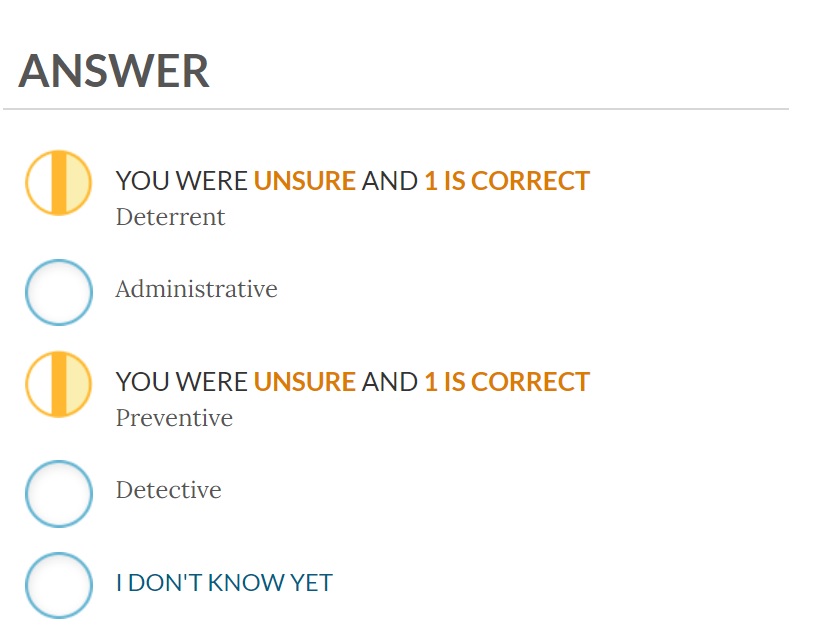 ANSWER
YOU WERE UNSURE AND 1 IS CORRECT
Deterrent
Administrative
YOU WERE UNSURE AND 1 IS CORRECT
Preventive
Detective
I DON'T KNOW YET